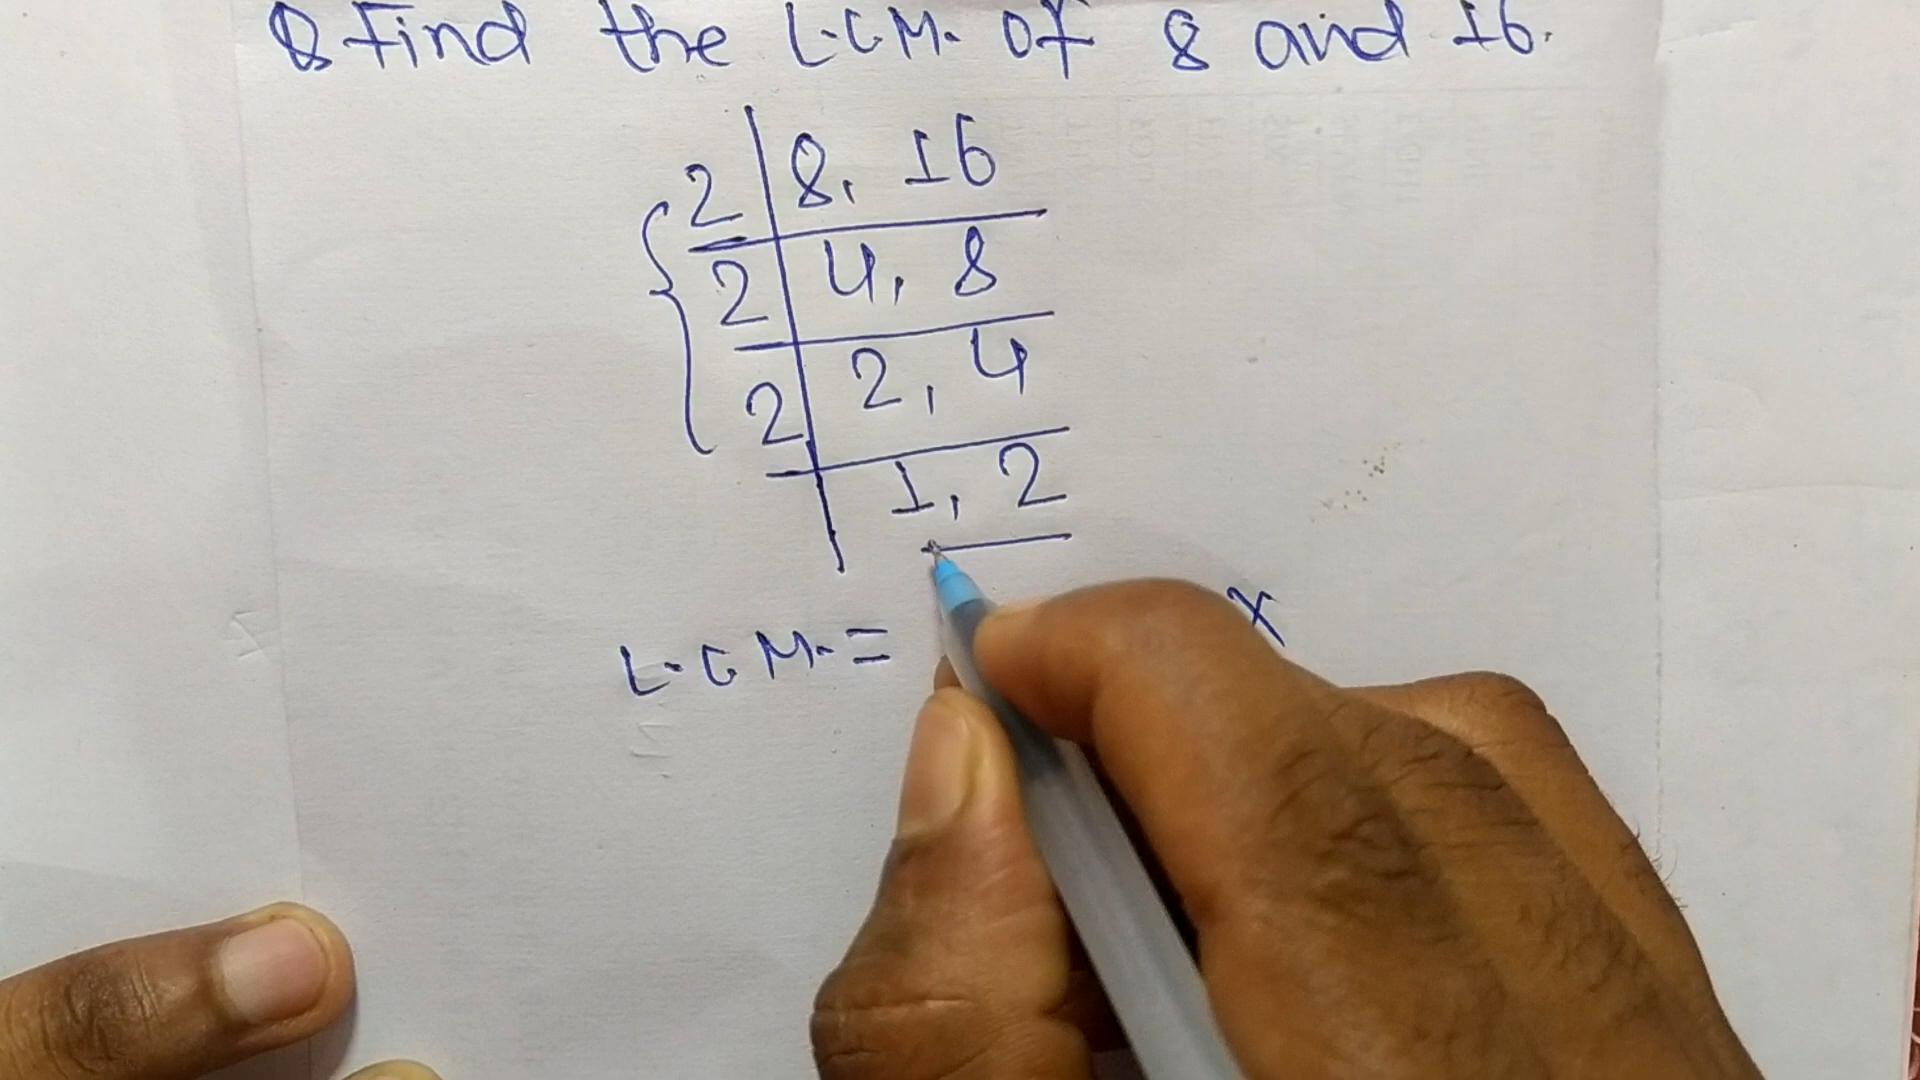 Q Find the L.C.M. of 8 and 16.
2 | 8, 16
2 | 4, 8
2 | 2, 4
1, 2
L.C.M. = x